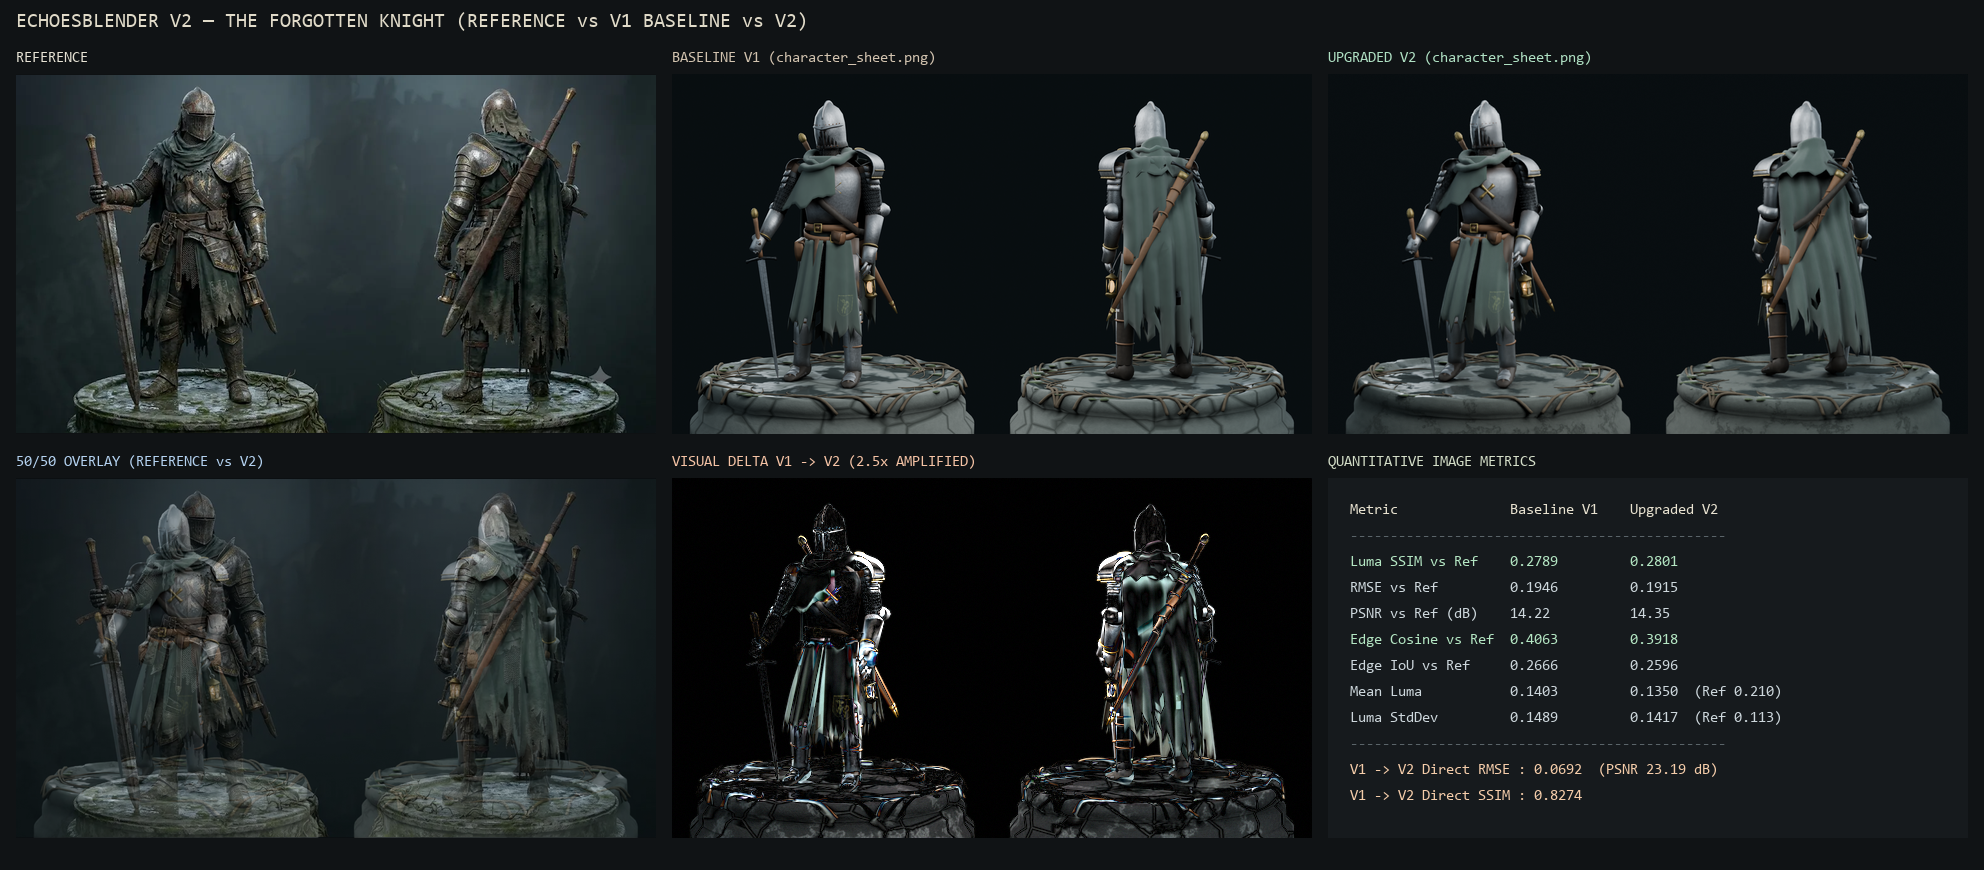 ECHOESBLENDER V2 — THE FORGOTTEN KNIGHT (REFERENCE vs V1 BASELINE vs V2)
REFERENCE
BASELINE V1 (character_sheet.png)
UPGRADED V2 (character_sheet.png)
50/50 OVERLAY (REFERENCE vs V2)
VISUAL DELTA V1 -> V2 (2.5x AMPLIFIED)
QUANTITATIVE IMAGE METRICS
Metric Baseline V1 Upgraded V2
-----------------------------------------------
Luma SSIM vs Ref 0.2789 0.2801
RMSE vs Ref 0.1946 0.1915
PSNR vs Ref (dB) 14.22 14.35
Edge Cosine vs Ref 0.4063 0.3918
Edge IoU vs Ref 0.2666 0.2596
Mean Luma 0.1403 0.1350 (Ref 0.210)
Luma StdDev 0.1489 0.1417 (Ref 0.113)
-----------------------------------------------
V1 -> V2 Direct RMSE : 0.0692 (PSNR 23.19 dB)
V1 -> V2 Direct SSIM : 0.8274